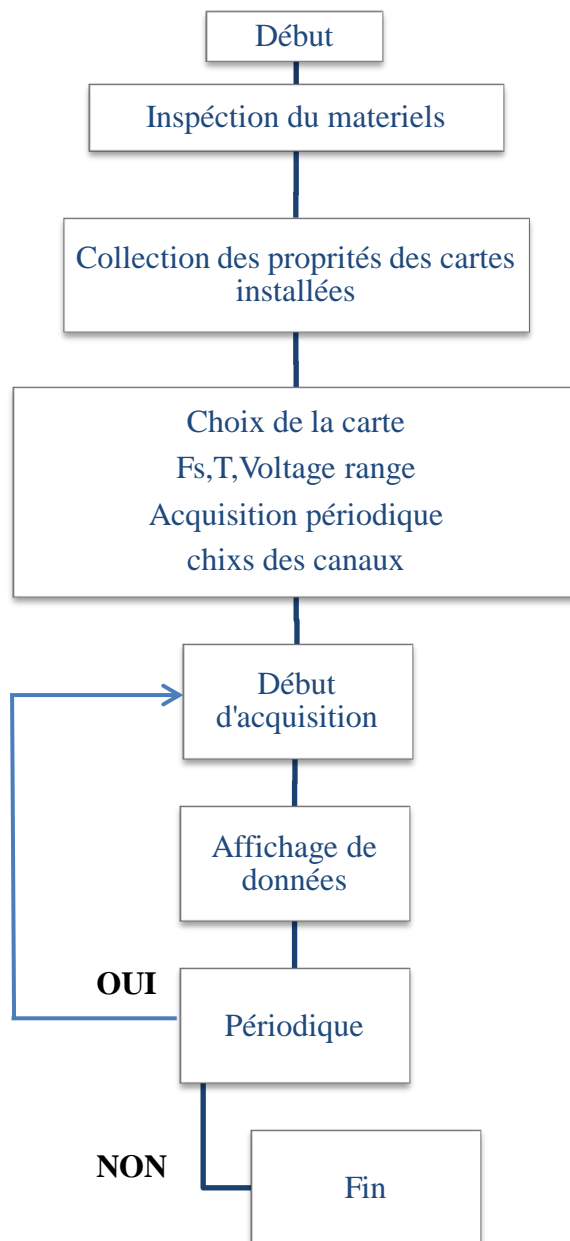 Début
Inspéction du materiels
Collection des proprités des cartes
installées
Choix de la carte
Fs,T,Voltage range
Acquisition périodique
chixs des canaux
Début
d'acquisition
Affichage de
données
OUI
Périodique
NON
Fin